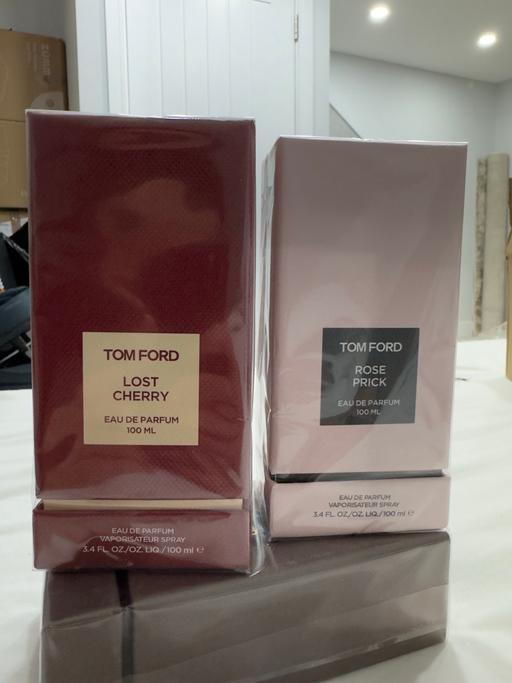 TOM FORD
LOST
CHERRY
EAU DE PARFUM
100 ML
EAU DE PARFUM
VAPORISATEUR SPRAY
3.4 FL. OZ./OZ. LIQ./100 ml ℮
TOM FORD
ROSE
PRICK
EAU DE PARFUM
100 ML
EAU DE PARFUM
VAPORISATEUR SPRAY
3.4 FL. OZ./OZ. LIQ./100 ml ℮